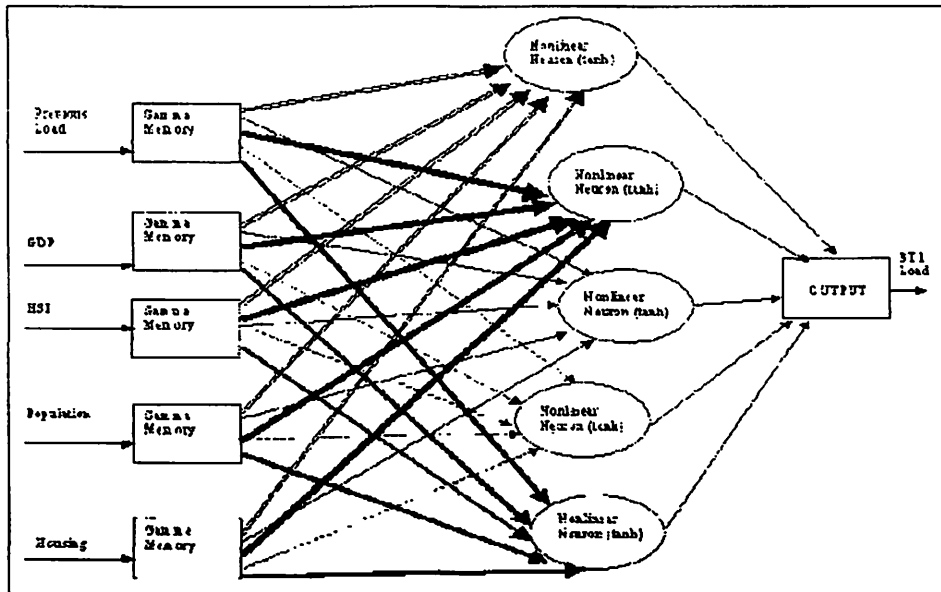 Previous
Load
Gamma
Memory
GDP
Gamma
Memory
HSI
Gamma
Memory
Population
Gamma
Memory
Housing
Gamma
Memory
Nonlinear
Neuron (tanh)
Nonlinear
Neuron (tanh)
Nonlinear
Neuron (tanh)
Nonlinear
Neuron (tanh)
Nonlinear
Neuron (tanh)
OUTPUT
Load